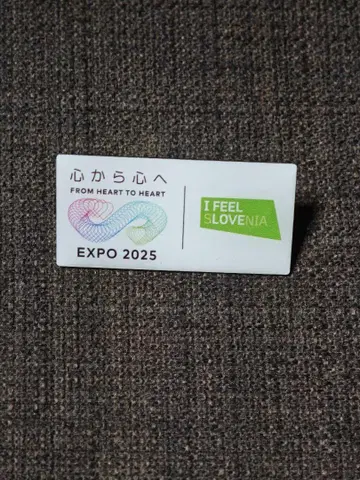 心から心へ
FROM HEART TO HEART
EXPO 2025
I FEEL
SLOVENIA